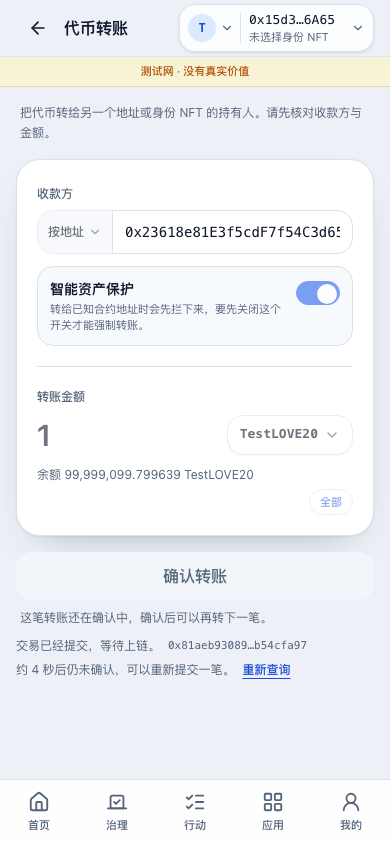 代币转账
T
0x15d3…6A65
未选择身份 NFT
测试网 · 没有真实价值
把代币转给另一个地址或身份 NFT 的持有人。请先核对收款方与
金额。
收款方
按地址
0x23618e81E3f5cdF7f54C3d65
智能资产保护
转给已知合约地址时会先拦下来，要先关闭这个
开关才能强制转账。
转账金额
1
TestLOVE20
余额 99,999,099.799639 TestLOVE20
全部
确认转账
这笔转账还在确认中，确认后可以再转下一笔。
交易已经提交，等待上链。 0x81aeb93089…b54cfa97
约 4 秒后仍未确认，可以重新提交一笔。 重新查询
首页
治理
行动
应用
我的